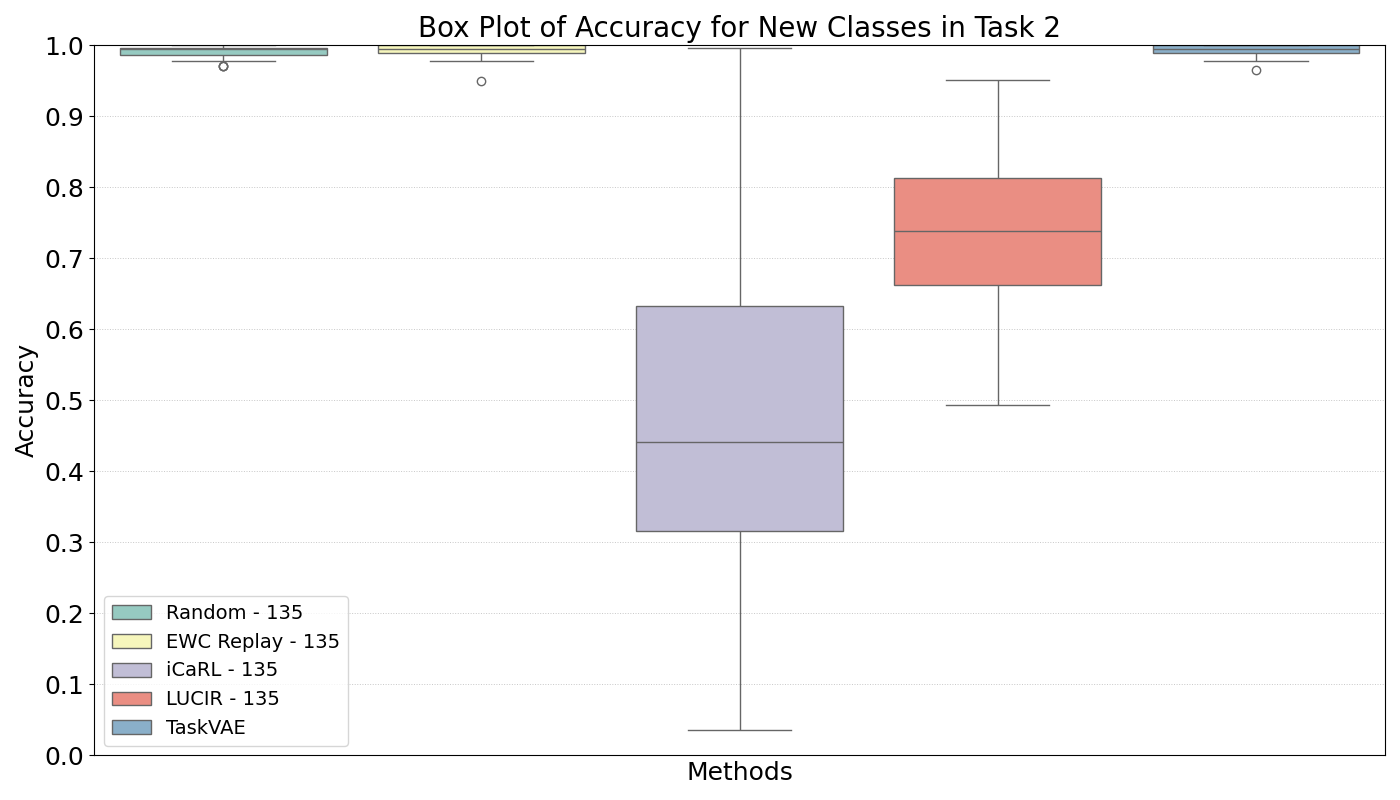 Box Plot of Accuracy for New Classes in Task 2
1.0
0.9
0.8
0.7
0.6
0.5
0.4
0.3
0.2
0.1
0.0
Accuracy
Random - 135
EWC Replay - 135
iCaRL - 135
LUCIR - 135
TaskVAE
Methods